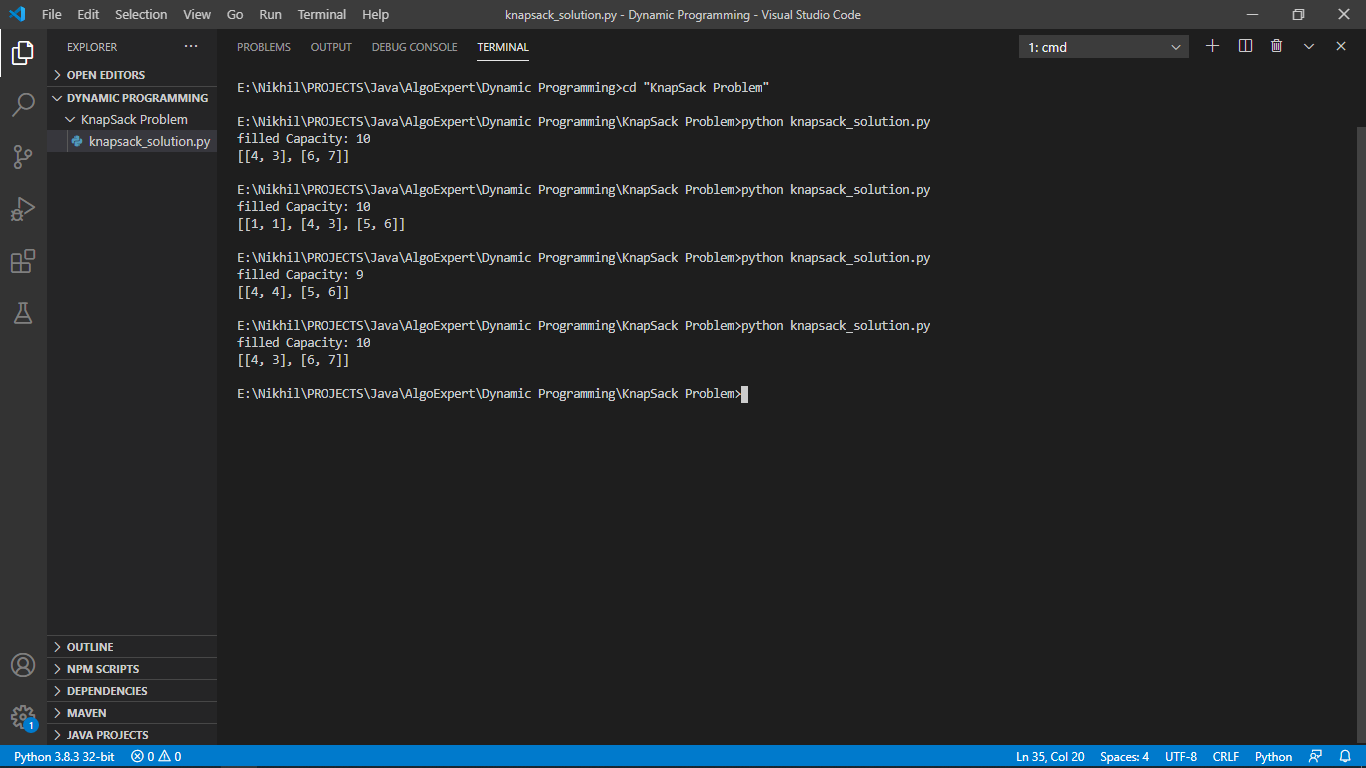 File Edit Selection View Go Run Terminal Help knapsack_solution.py - Dynamic Programming - Visual Studio Code
EXPLORER ···
OPEN EDITORS
DYNAMIC PROGRAMMING
KnapSack Problem
knapsack_solution.py
OUTLINE
NPM SCRIPTS
DEPENDENCIES
MAVEN
JAVA PROJECTS
1
PROBLEMS OUTPUT DEBUG CONSOLE TERMINAL 1: cmd
E:\Nikhil\PROJECTS\Java\AlgoExpert\Dynamic Programming>cd "KnapSack Problem"
E:\Nikhil\PROJECTS\Java\AlgoExpert\Dynamic Programming\KnapSack Problem>python knapsack_solution.py
filled Capacity: 10
[[4, 3], [6, 7]]
E:\Nikhil\PROJECTS\Java\AlgoExpert\Dynamic Programming\KnapSack Problem>python knapsack_solution.py
filled Capacity: 10
[[1, 1], [4, 3], [5, 6]]
E:\Nikhil\PROJECTS\Java\AlgoExpert\Dynamic Programming\KnapSack Problem>python knapsack_solution.py
filled Capacity: 9
[[4, 4], [5, 6]]
E:\Nikhil\PROJECTS\Java\AlgoExpert\Dynamic Programming\KnapSack Problem>python knapsack_solution.py
filled Capacity: 10
[[4, 3], [6, 7]]
E:\Nikhil\PROJECTS\Java\AlgoExpert\Dynamic Programming\KnapSack Problem>
Python 3.8.3 32-bit 0 0 Ln 35, Col 20 Spaces: 4 UTF-8 CRLF Python